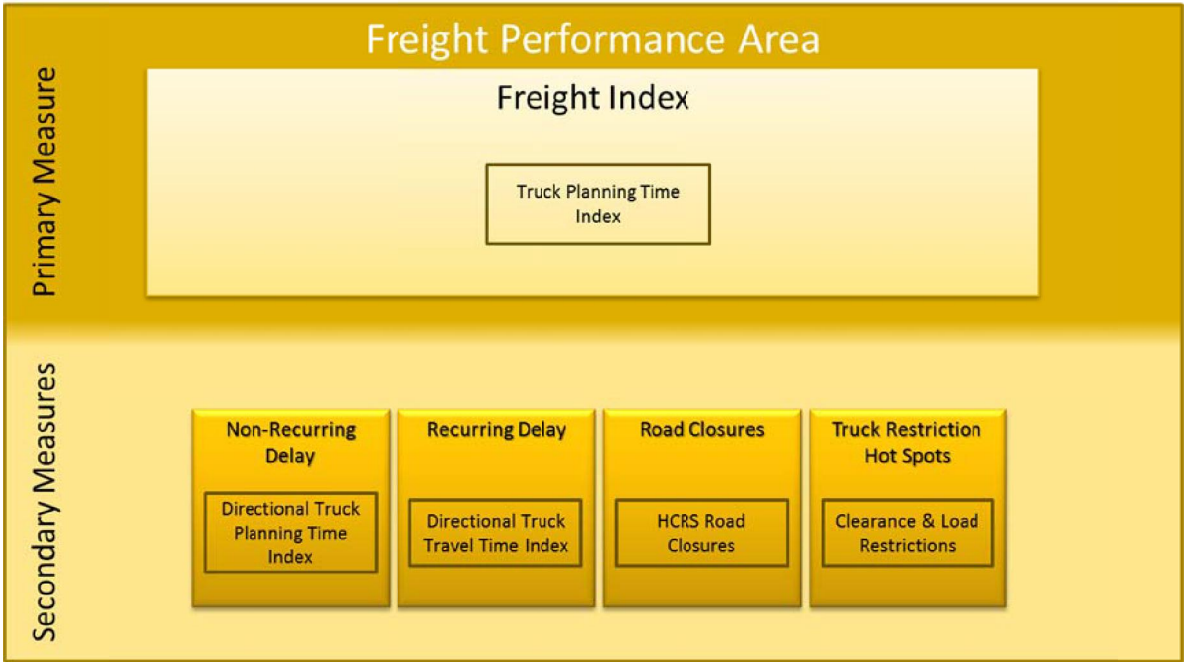 Freight Performance Area
Primary Measure
Freight Index
Truck Planning Time
Index
Secondary Measures
Non-Recurring
Delay
Directional Truck
Planning Time
Index
Recurring Delay
Directional Truck
Travel Time Index
Road Closures
HCRS Road
Closures
Truck Restriction
Hot Spots
Clearance & Load
Restrictions